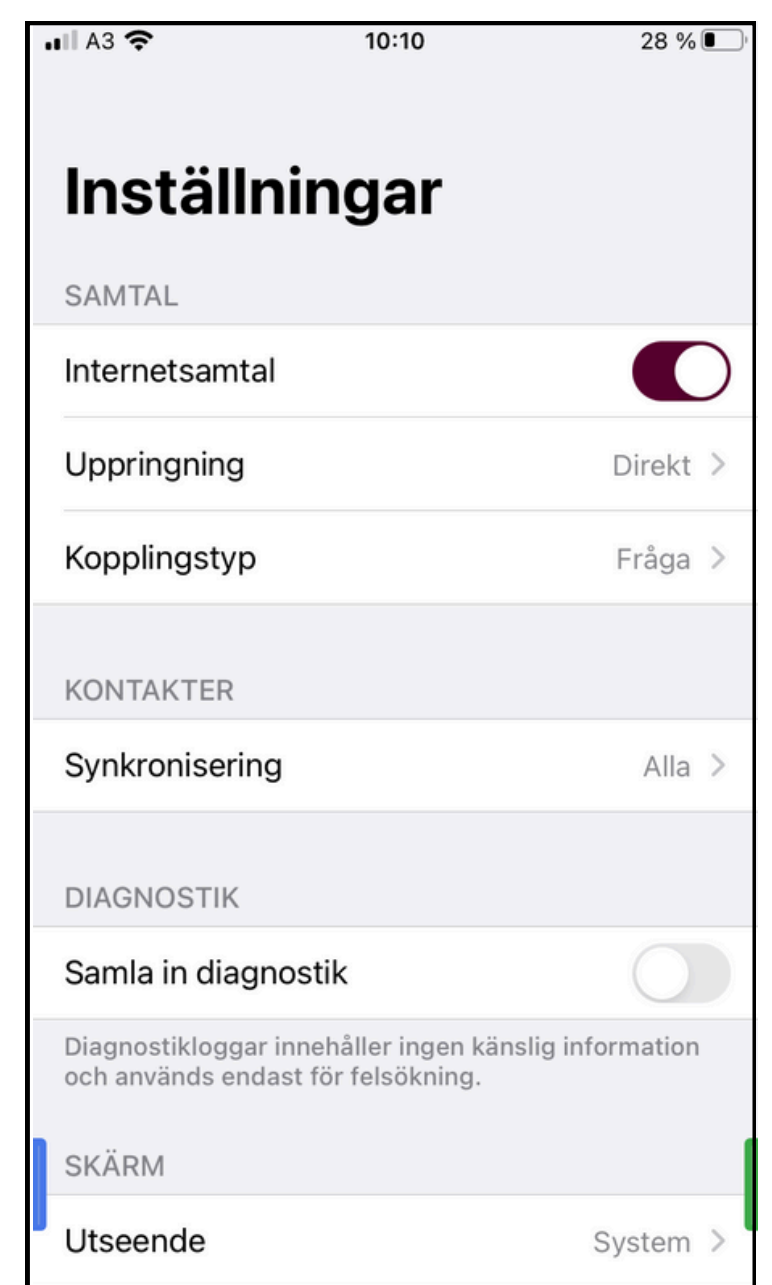 A3 10:10 28 %
Inställningar
SAMTAL
Internetsamtal
Uppringning Direkt
Kopplingstyp Fråga
KONTAKTER
Synkronisering Alla
DIAGNOSTIK
Samla in diagnostik
Diagnostikloggar innehåller ingen känslig information
och används endast för felsökning.
SKÄRM
Utseende System